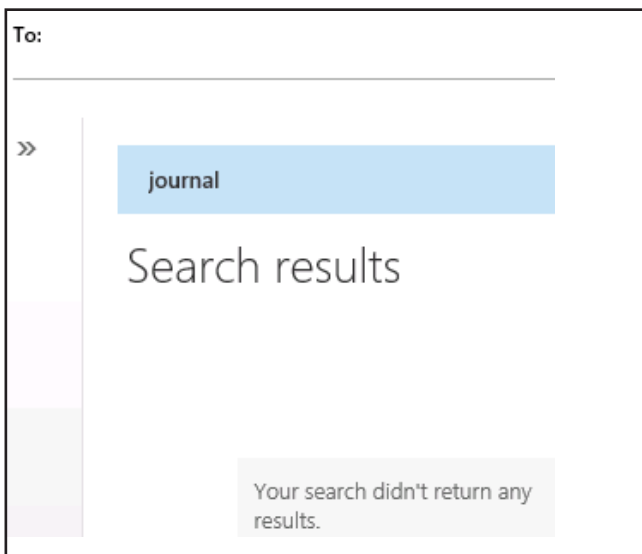 To:
»
journal
Search results
Your search didn't return any
results.